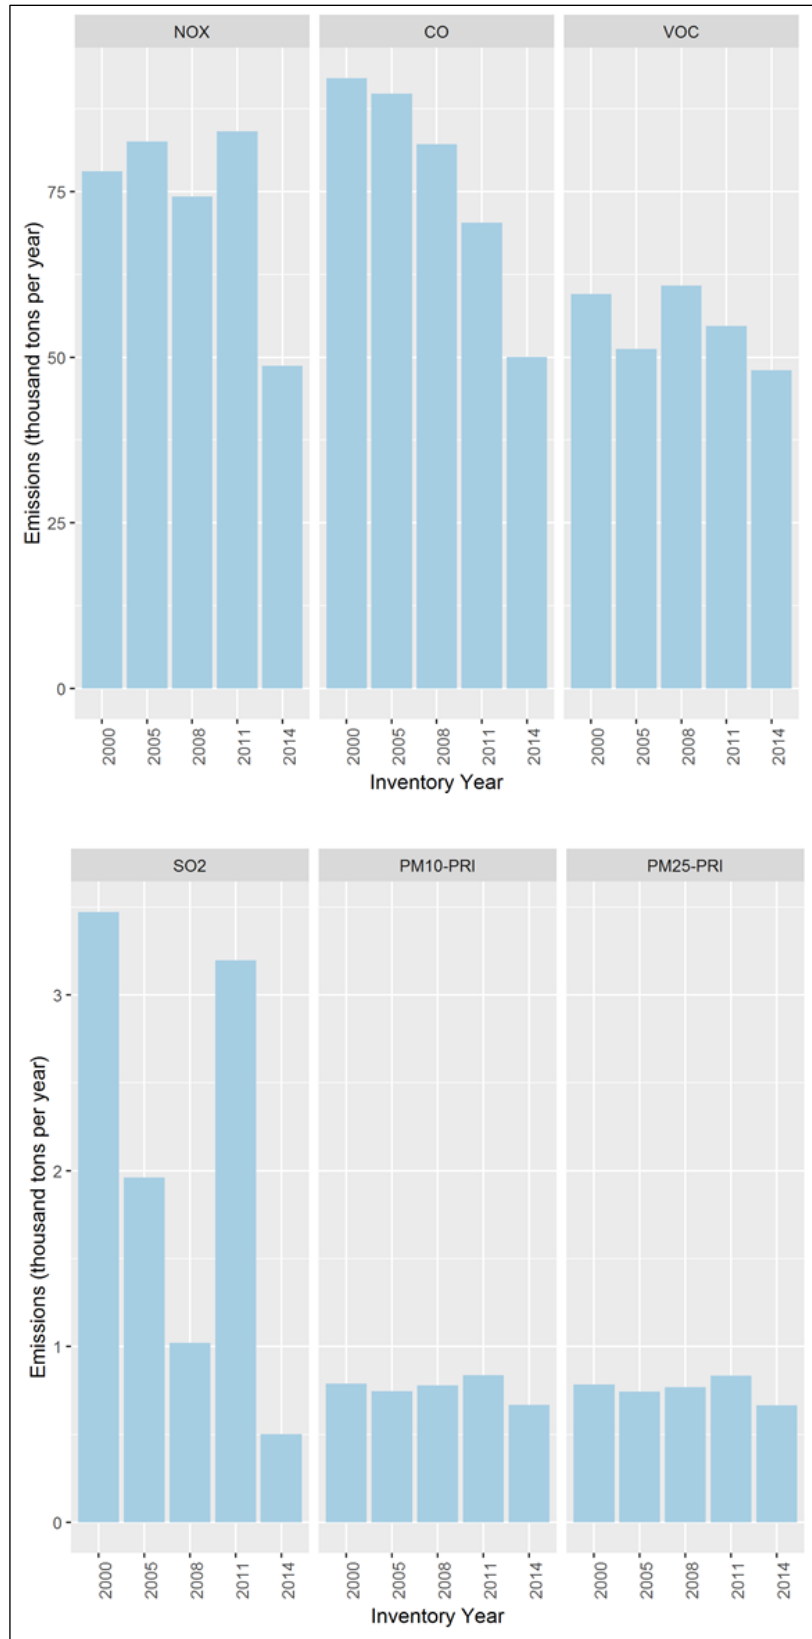 NOX CO VOC
Emissions (thousand tons per year)
75
50
25
0
2000 2005 2008 2011 2014 2000 2005 2008 2011 2014 2000 2005 2008 2011 2014
Inventory Year
SO2 PM10-PRI PM25-PRI
Emissions (thousand tons per year)
3
2
1
0
2000 2005 2008 2011 2014 2000 2005 2008 2011 2014 2000 2005 2008 2011 2014
Inventory Year